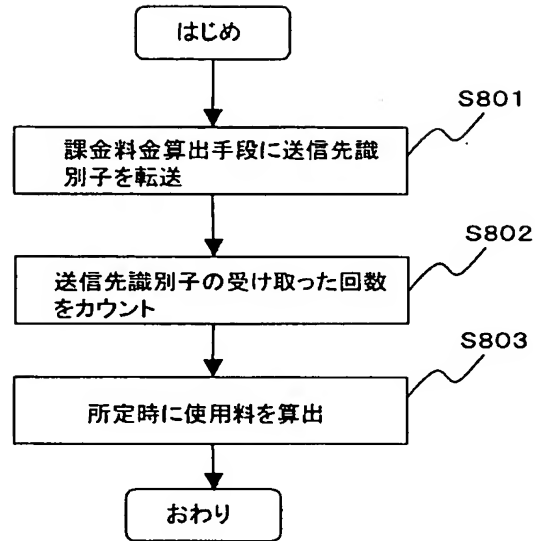 はじめ
S801
課金料金算出手段に送信先識
別子を転送
S802
送信先識別子の受け取った回数
をカウント
S803
所定時に使用料を算出
おわり